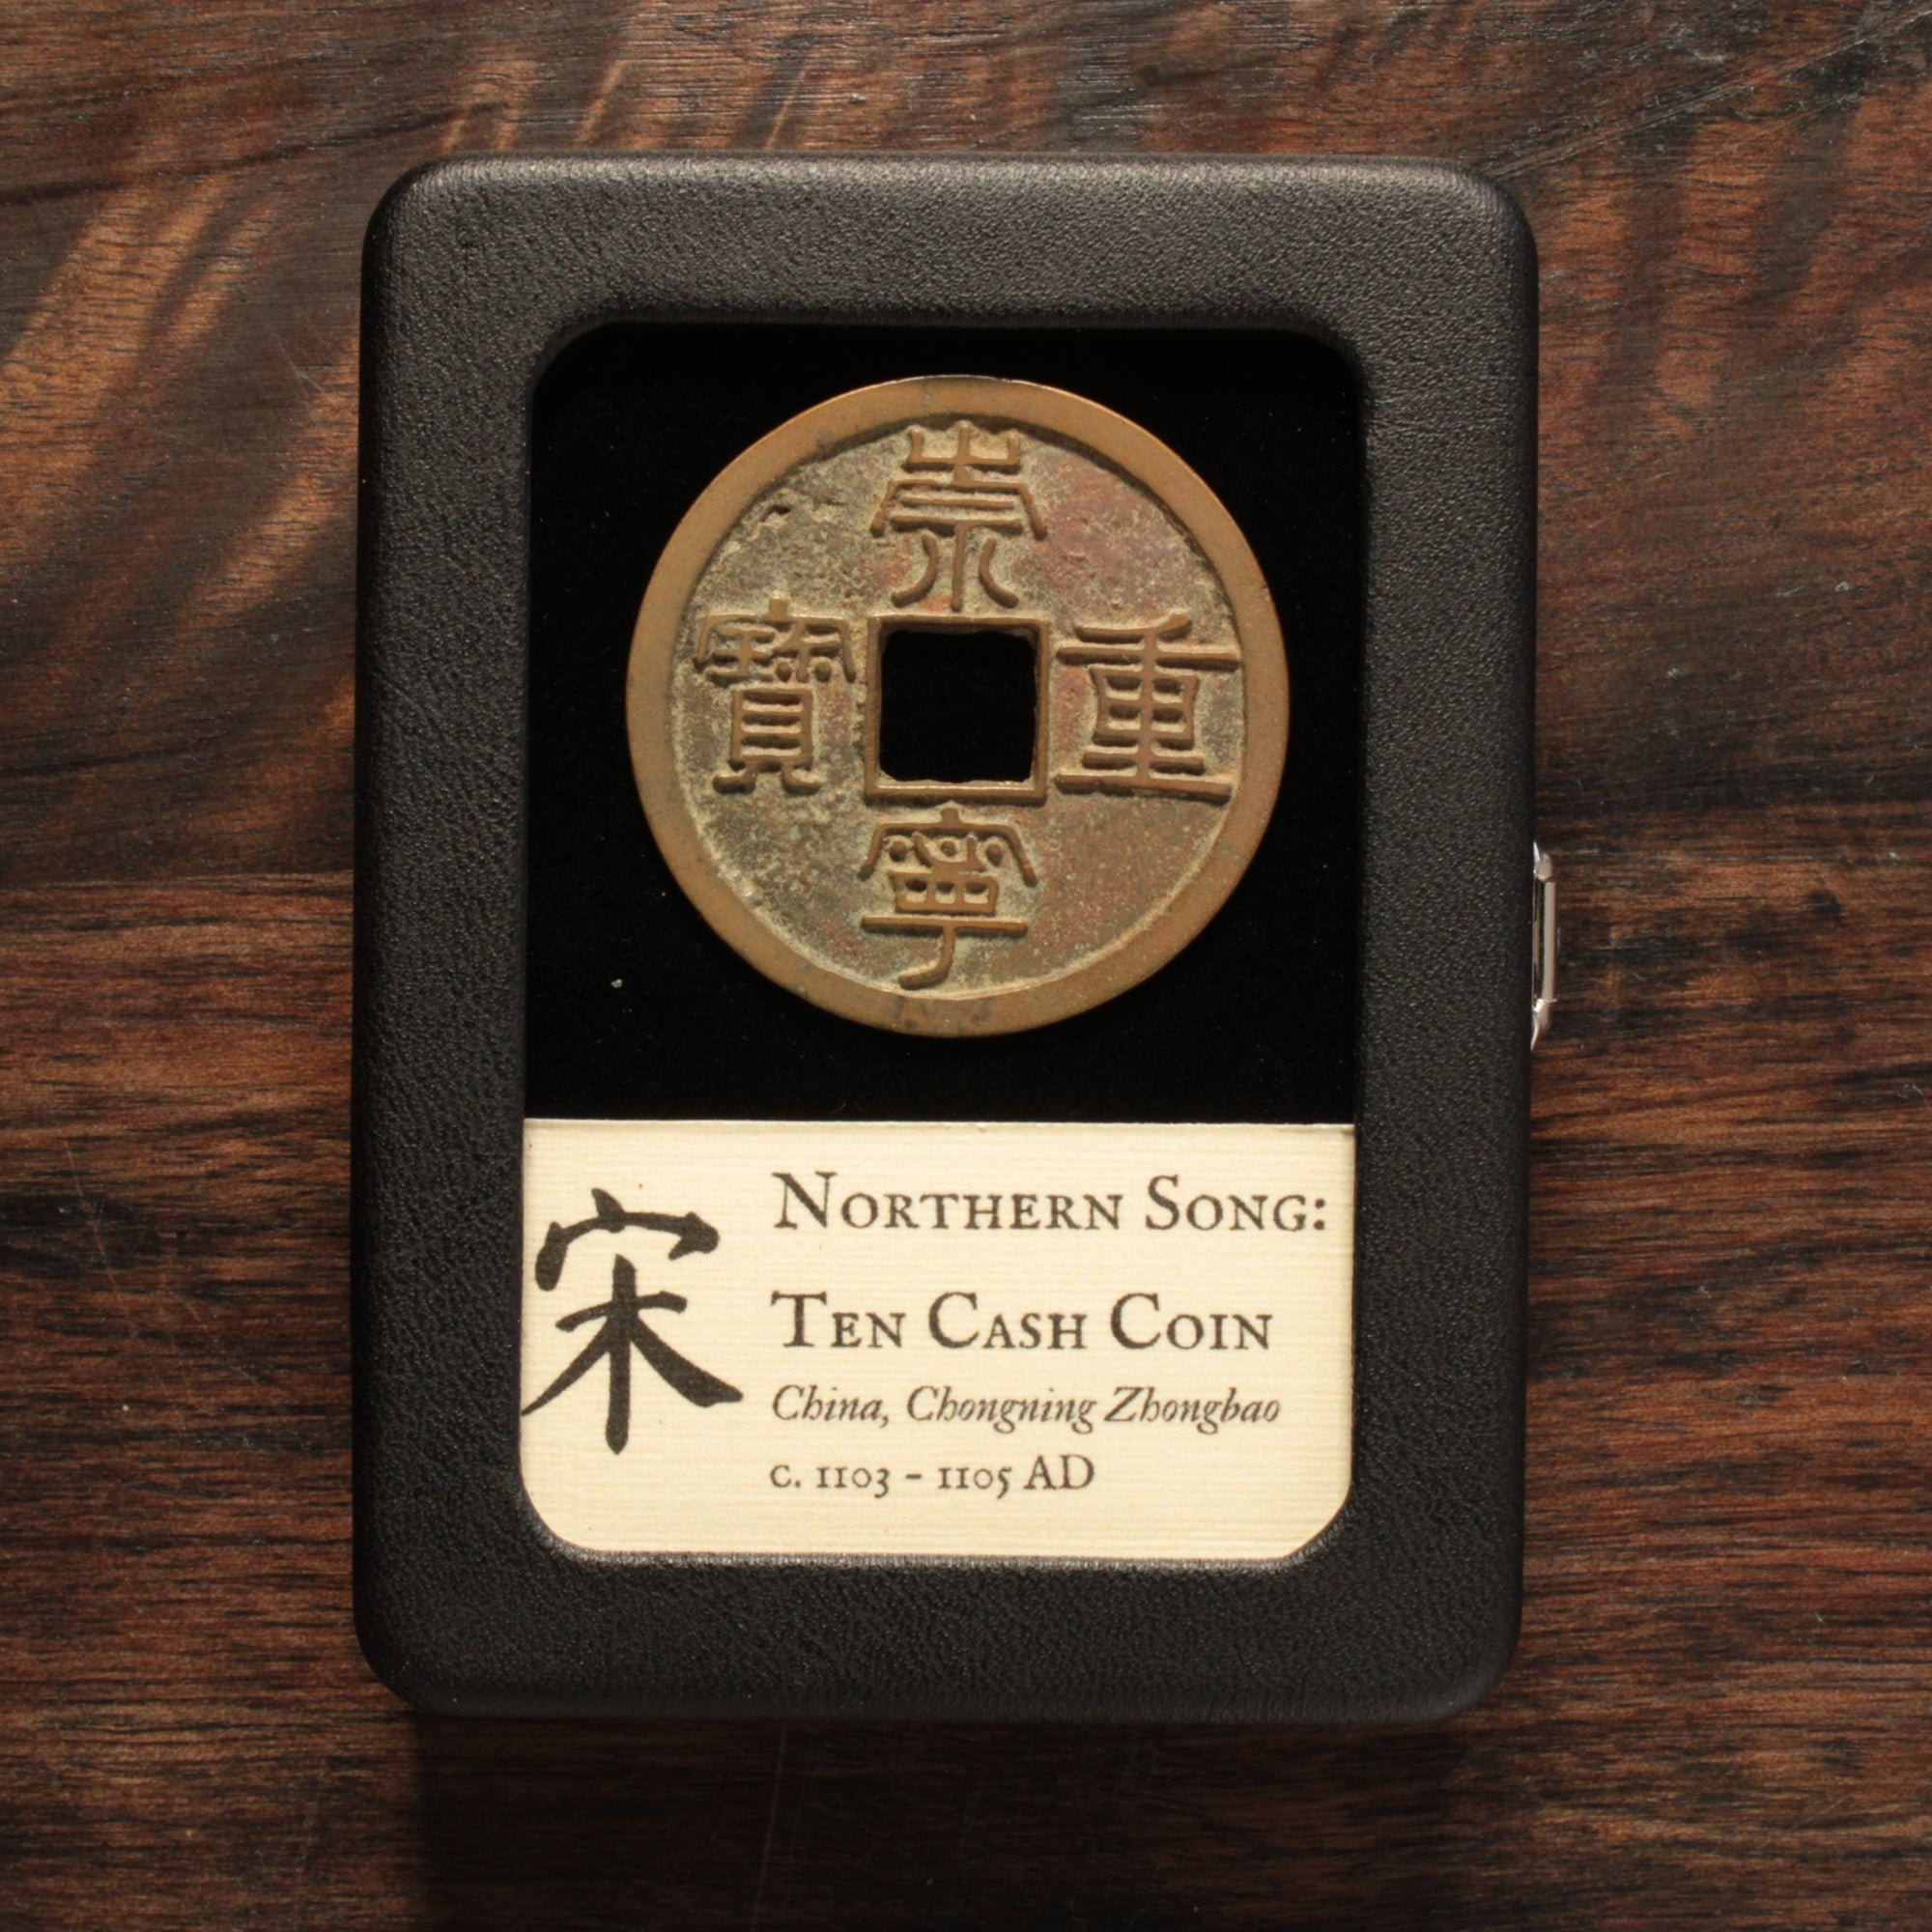 崇寧重寶
宋
Northern Song:
Ten Cash Coin
China, Chongning Zhongbao
c. 1103 - 1105 AD